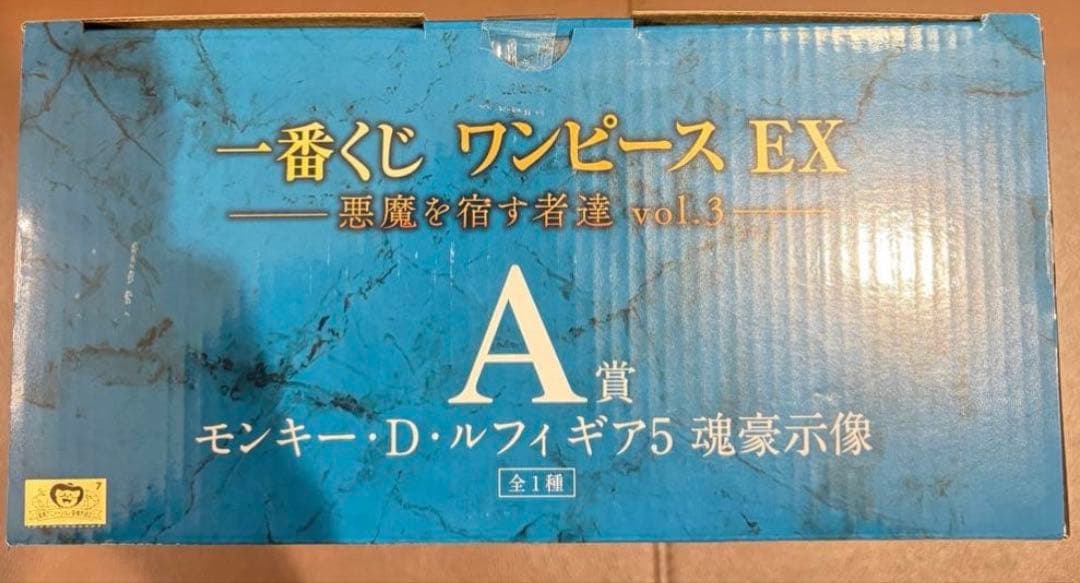 一番くじ ワンピース EX
悪魔を宿す者達 vol.3
A賞
モンキー・D・ルフィ ギア5 魂豪示像
全1種